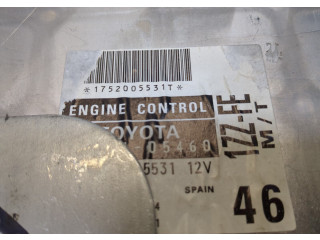 *1752005531T*
ENGINE CONTROL
TOYOTA
-05460
5531 12V
1ZZ-FE
M/T
SPAIN
46